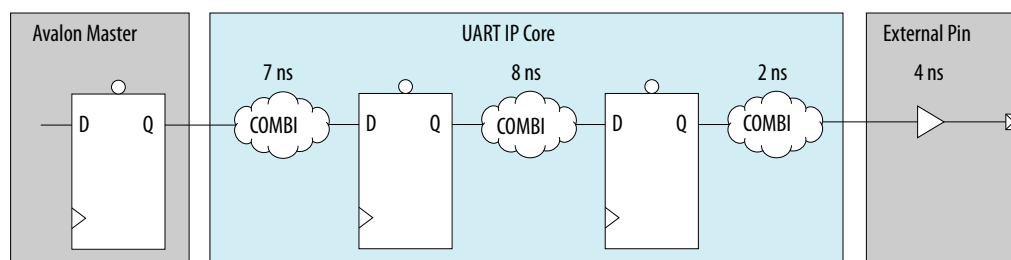 Avalon Master
UART IP Core
External Pin
7 ns
8 ns
2 ns
4 ns
D Q
COMBI
D Q
COMBI
D Q
COMBI